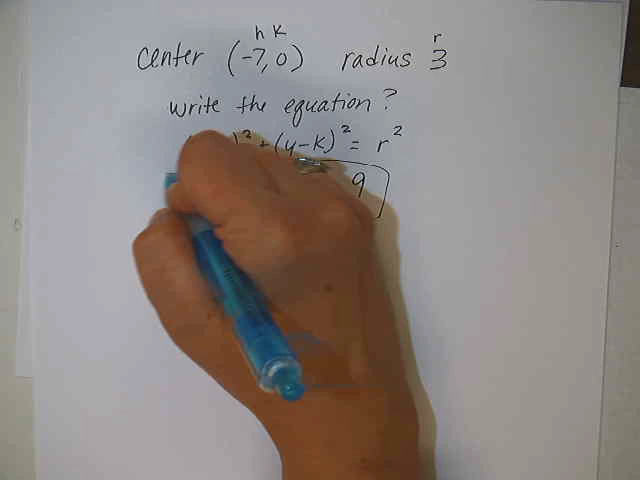 h k r
center (-7, 0) radius 3
write the equation?
)² + (y-k)² = r²
9